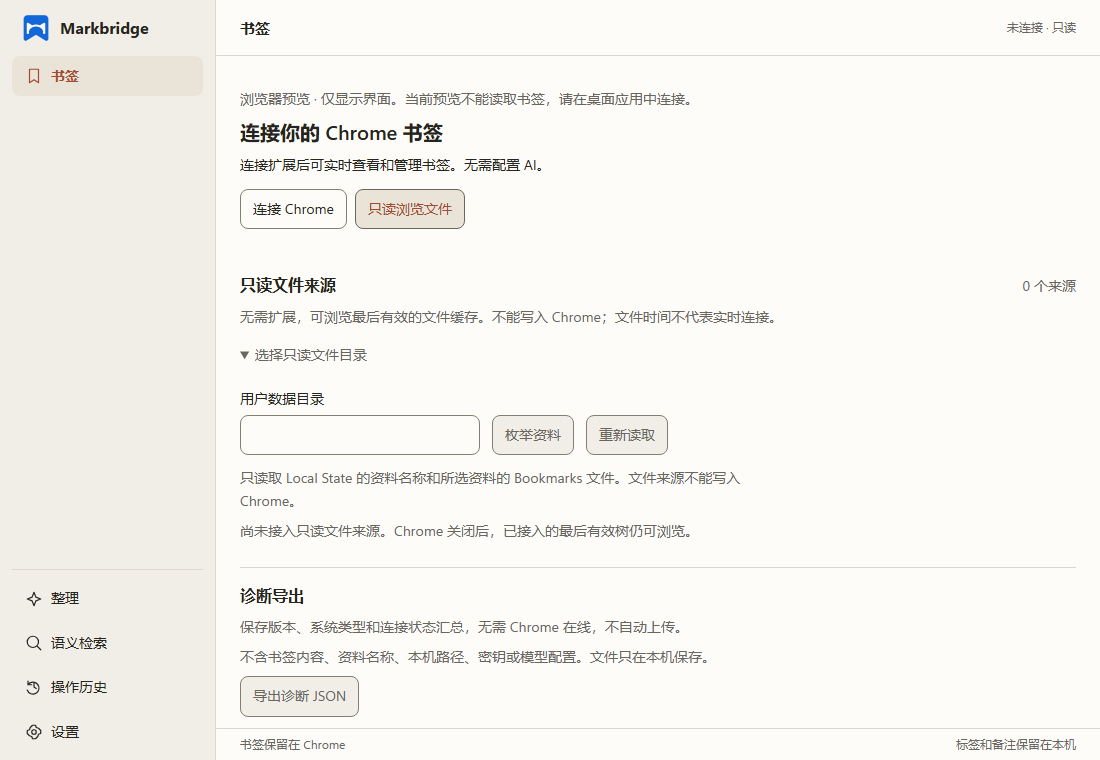 Markbridge
书签
未连接 · 只读
书签
浏览器预览 · 仅显示界面。当前预览不能读取书签，请在桌面应用中连接。
连接你的 Chrome 书签
连接扩展后可实时查看和管理书签。无需配置 AI。
连接 Chrome
只读浏览文件
只读文件来源
0 个来源
无需扩展，可浏览最后有效的文件缓存。不能写入 Chrome；文件时间不代表实时连接。
▼ 选择只读文件目录
用户数据目录
枚举资料
重新读取
只读取 Local State 的资料名称和所选资料的 Bookmarks 文件。文件来源不能写入
Chrome。
尚未接入只读文件来源。Chrome 关闭后，已接入的最后有效树仍可浏览。
诊断导出
保存版本、系统类型和连接状态汇总，无需 Chrome 在线，不自动上传。
不含书签内容、资料名称、本机路径、密钥或模型配置。文件只在本机保存。
导出诊断 JSON
整理
语义检索
操作历史
设置
书签保留在 Chrome
标签和备注保留在本机